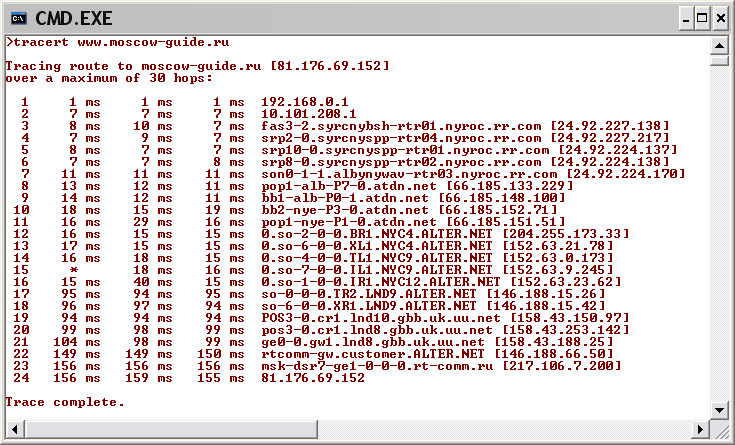 CMD.EXE
>tracert www.moscow-guide.ru
Tracing route to moscow-guide.ru [81.176.69.152]
over a maximum of 30 hops:
1 1 ms 1 ms 1 ms 192.168.0.1
2 7 ms 7 ms 7 ms 10.101.208.1
3 8 ms 10 ms 7 ms fas3-2.syrcnybsh-rtr01.nyroc.rr.com [24.92.227.138]
4 7 ms 9 ms 7 ms srp2-0.syrcnyspp-rtr04.nyroc.rr.com [24.92.227.217]
5 8 ms 7 ms 7 ms srp10-0.syrcnyspp-rtr01.nyroc.rr.com [24.92.224.137]
6 7 ms 7 ms 8 ms srp8-0.syrcnyspp-rtr02.nyroc.rr.com [24.92.224.138]
7 11 ms 11 ms 11 ms son0-1-1.albynywav-rtr03.nyroc.rr.com [24.92.224.170]
8 13 ms 12 ms 11 ms pop1-alb-P7-0.atdn.net [66.185.133.229]
9 14 ms 12 ms 11 ms bb1-alb-P0-1.atdn.net [66.185.148.100]
10 18 ms 15 ms 19 ms bb2-nye-P3-0.atdn.net [66.185.152.71]
11 16 ms 29 ms 16 ms pop1-nye-P1-0.atdn.net [66.185.151.51]
12 16 ms 15 ms 15 ms 0.so-2-0-0.BR1.NYC4.ALTER.NET [204.255.173.33]
13 17 ms 15 ms 15 ms 0.so-6-0-0.XL1.NYC4.ALTER.NET [152.63.21.78]
14 16 ms 18 ms 15 ms 0.so-4-0-0.TL1.NYC9.ALTER.NET [152.63.0.173]
15 * 18 ms 16 ms 0.so-7-0-0.IL1.NYC9.ALTER.NET [152.63.9.245]
16 15 ms 40 ms 15 ms 0.so-1-0-0.IR1.NYC12.ALTER.NET [152.63.23.62]
17 95 ms 94 ms 95 ms so-0-0-0.TR2.LND9.ALTER.NET [146.188.15.26]
18 96 ms 97 ms 94 ms so-6-0-0.XR1.LND9.ALTER.NET [146.188.15.42]
19 94 ms 94 ms 94 ms POS3-0.cr1.lnd10.gbb.uk.uu.net [158.43.150.97]
20 99 ms 98 ms 99 ms pos3-0.cr1.lnd8.gbb.uk.uu.net [158.43.253.142]
21 104 ms 98 ms 99 ms ge0-0.gw1.lnd8.gbb.uk.uu.net [158.43.188.25]
22 149 ms 149 ms 150 ms rtcomm-gw.customer.ALTER.NET [146.188.66.50]
23 156 ms 156 ms 156 ms msk-dsr7-ge1-0-0-0.rt-comm.ru [217.106.7.200]
24 156 ms 159 ms 155 ms 81.176.69.152
Trace complete.